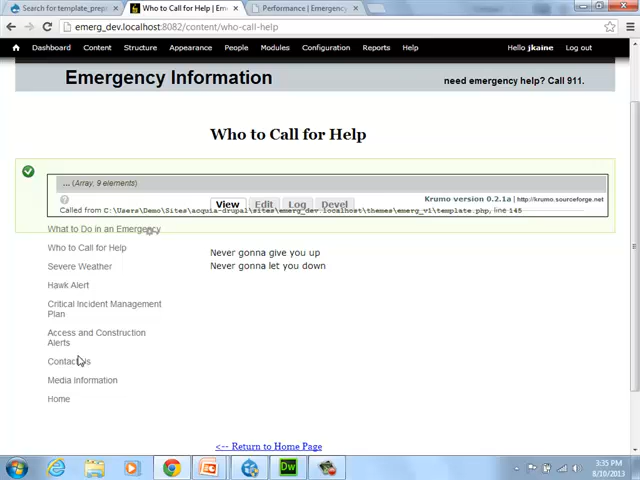 Search for template_prep
Who to Call for Help | Em
Performance | Emergency
emerg_dev.localhost:8082/content/who-call-help
Dashboard Content Structure Appearance People Modules Configuration Reports Help Hello jkaine Log out
Emergency Information need emergency help? Call 911.
Who to Call for Help
... (Array, 9 elements)
View Edit Log Devel
Krumo version 0.2.1a | http://krumo.sourceforge.net
Called from C:\Users\Demo\Sites\acquia-drupal\sites\emerg_dev.localhost\themes\emerg_v1\template.php, line 145
What to Do in an Emergency
Who to Call for Help
Severe Weather
Hawk Alert
Critical Incident Management
Plan
Access and Construction
Alerts
Contact Us
Media Information
Home
Never gonna give you up
Never gonna let you down
<-- Return to Home Page
Dw
3:35 PM
8/10/2013